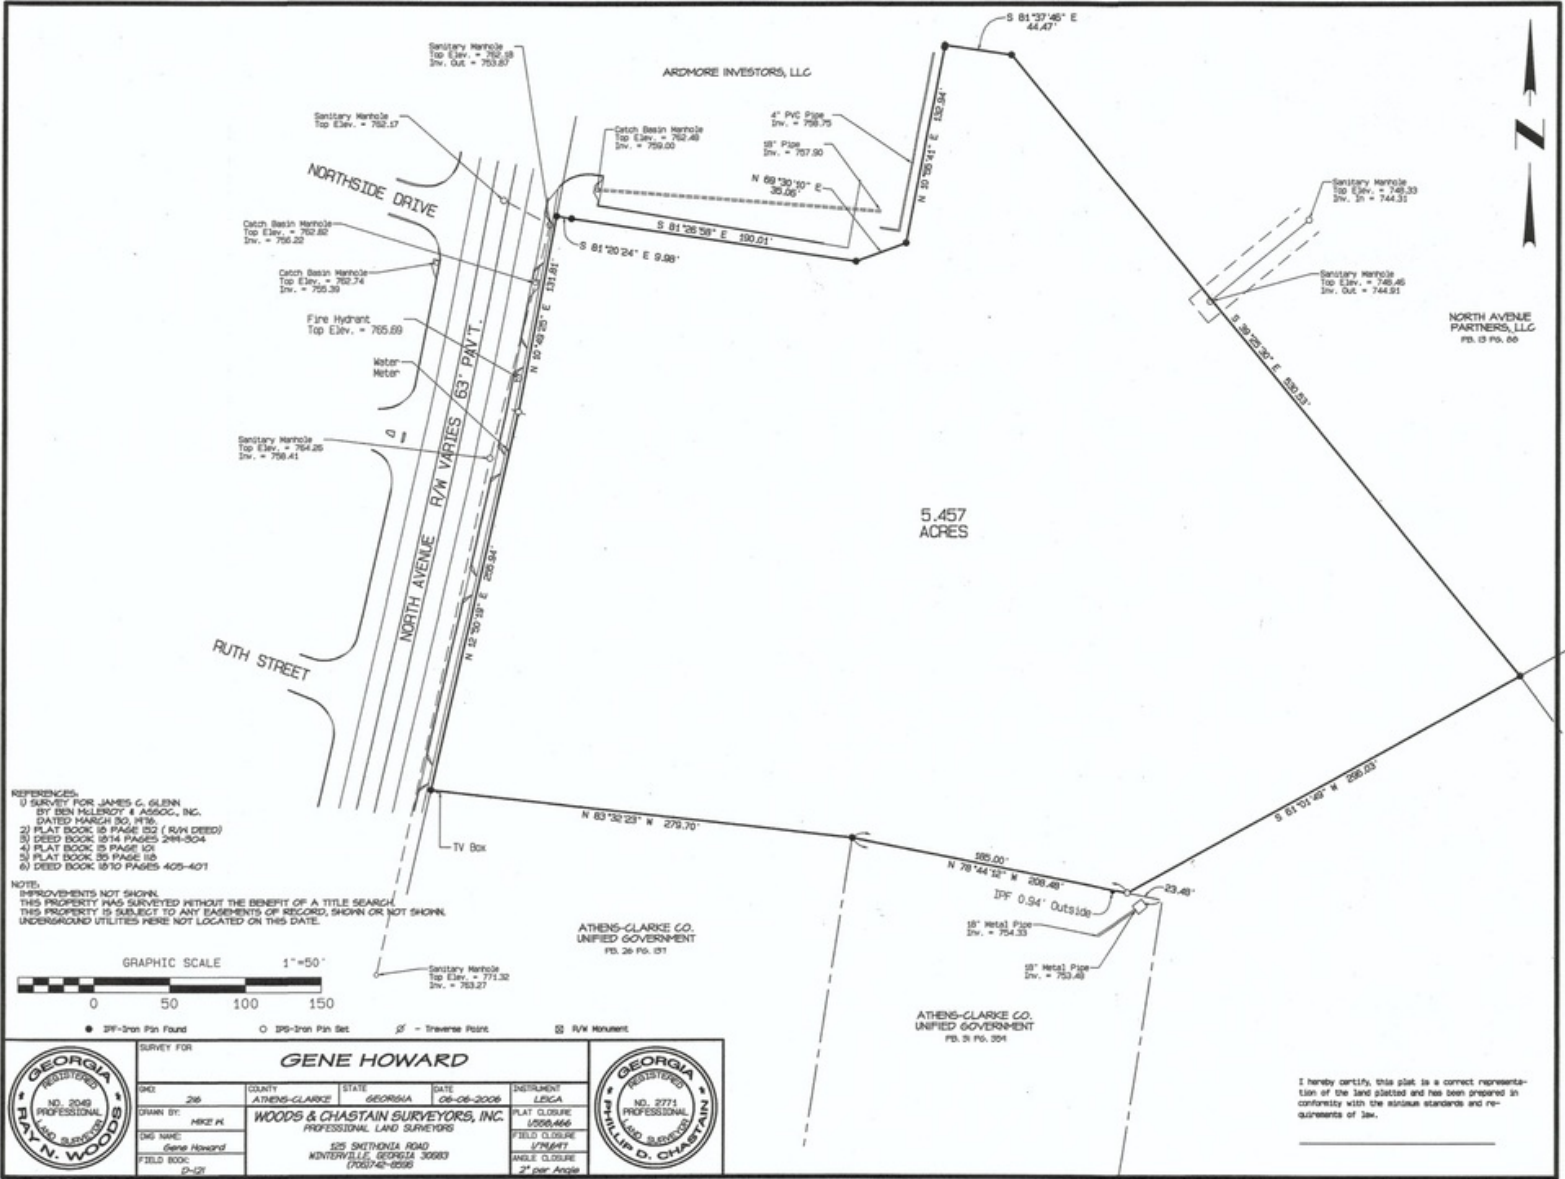 S 81°37'46" E
44.47'
Sanitary Manhole
Top Elev. = 762.18
Inv. Out = 753.87
ARDMORE INVESTORS, LLC
Sanitary Manhole
Top Elev. = 762.17
Catch Basin Manhole
Top Elev. = 762.48
Inv. = 759.00
4" PVC Pipe
Inv. = 758.75
18" Pipe
Inv. = 757.90
N 10°55'41" E 132.94'
N 69°30'10" E
35.06'
N
NORTHSIDE DRIVE
Sanitary Manhole
Top Elev. = 748.33
Inv. In = 744.31
Catch Basin Manhole
Top Elev. = 762.82
Inv. = 756.22
S 81°26'58" E 190.01'
S 81°20'24" E 9.98'
Catch Basin Manhole
Top Elev. = 762.74
Inv. = 755.39
Sanitary Manhole
Top Elev. = 748.46
Inv. Out = 744.91
N 10°49'25" E 131.81'
Fire Hydrant
Top Elev. = 765.69
NORTH AVENUE
PARTNERS, LLC
S 39°25'30" E 530.53'
Water
Meter
Sanitary Manhole
Top Elev. = 764.26
Inv. = 758.41
NORTH AVENUE R/W VARIES 63' PAV'T.
5.457
ACRES
N 12°50'19" E 255.94'
RUTH STREET
S 61°01'49" W 296.03'
REFERENCES:
1) SURVEY FOR JAMES C. GLENN
BY BEN McLEROY & ASSOC., INC.
DATED MARCH 30, 1976.
2) PLAT BOOK 18 PAGE 132 ( R/W DEED)
3) DEED BOOK 1874 PAGES 299-304
4) PLAT BOOK 15 PAGE 101
5) PLAT BOOK 35 PAGE 118
6) DEED BOOK 1870 PAGES 405-407
N 83°32'23" W 279.70'
TV Box
185.00'
N 78°44'12" W 208.48'
23.48'
IPF 0.94' Outside
NOTE:
IMPROVEMENTS NOT SHOWN.
THIS PROPERTY WAS SURVEYED WITHOUT THE BENEFIT OF A TITLE SEARCH.
THIS PROPERTY IS SUBJECT TO ANY EASEMENTS OF RECORD, SHOWN OR NOT SHOWN.
UNDERGROUND UTILITIES WERE NOT LOCATED ON THIS DATE.
18" Metal Pipe
Inv. = 754.33
ATHENS-CLARKE CO.
UNIFIED GOVERNMENT
PB. 26 PG. 137
18" Metal Pipe
Inv. = 753.48
GRAPHIC SCALE 1"=50'
0 50 100 150
Sanitary Manhole
Top Elev. = 771.32
Inv. = 763.27
ATHENS-CLARKE CO.
UNIFIED GOVERNMENT
PB. 31 PG. 354
IPF-Iron Pin Found
IPS-Iron Pin Set
- Traverse Point
R/W Monument
GEORGIA
REGISTERED
NO. 2049
PROFESSIONAL
LAND SURVEYOR
RAY N. WOODS
SURVEY FOR
GENE HOWARD
GMD: 216
COUNTY ATHENS-CLARKE
STATE GEORGIA
DATE 06-06-2006
INSTRUMENT LEICA
DRAWN BY: MIKE M.
DWG NAME: Gene Howard
FIELD BOOK: D-121
WOODS & CHASTAIN SURVEYORS, INC.
PROFESSIONAL LAND SURVEYORS
125 SMITHONIA ROAD
WINTERVILLE, GEORGIA 30683
(706)742-8596
PLAT CLOSURE
FIELD CLOSURE
ANGLE CLOSURE
2" per Angle
GEORGIA
REGISTERED
NO. 2771
PROFESSIONAL
LAND SURVEYOR
PHILLIP D. CHASTAIN
I hereby certify, this plat is a correct representa-
tion of the land platted and has been prepared in
conformity with the minimum standards and re-
quirements of law.